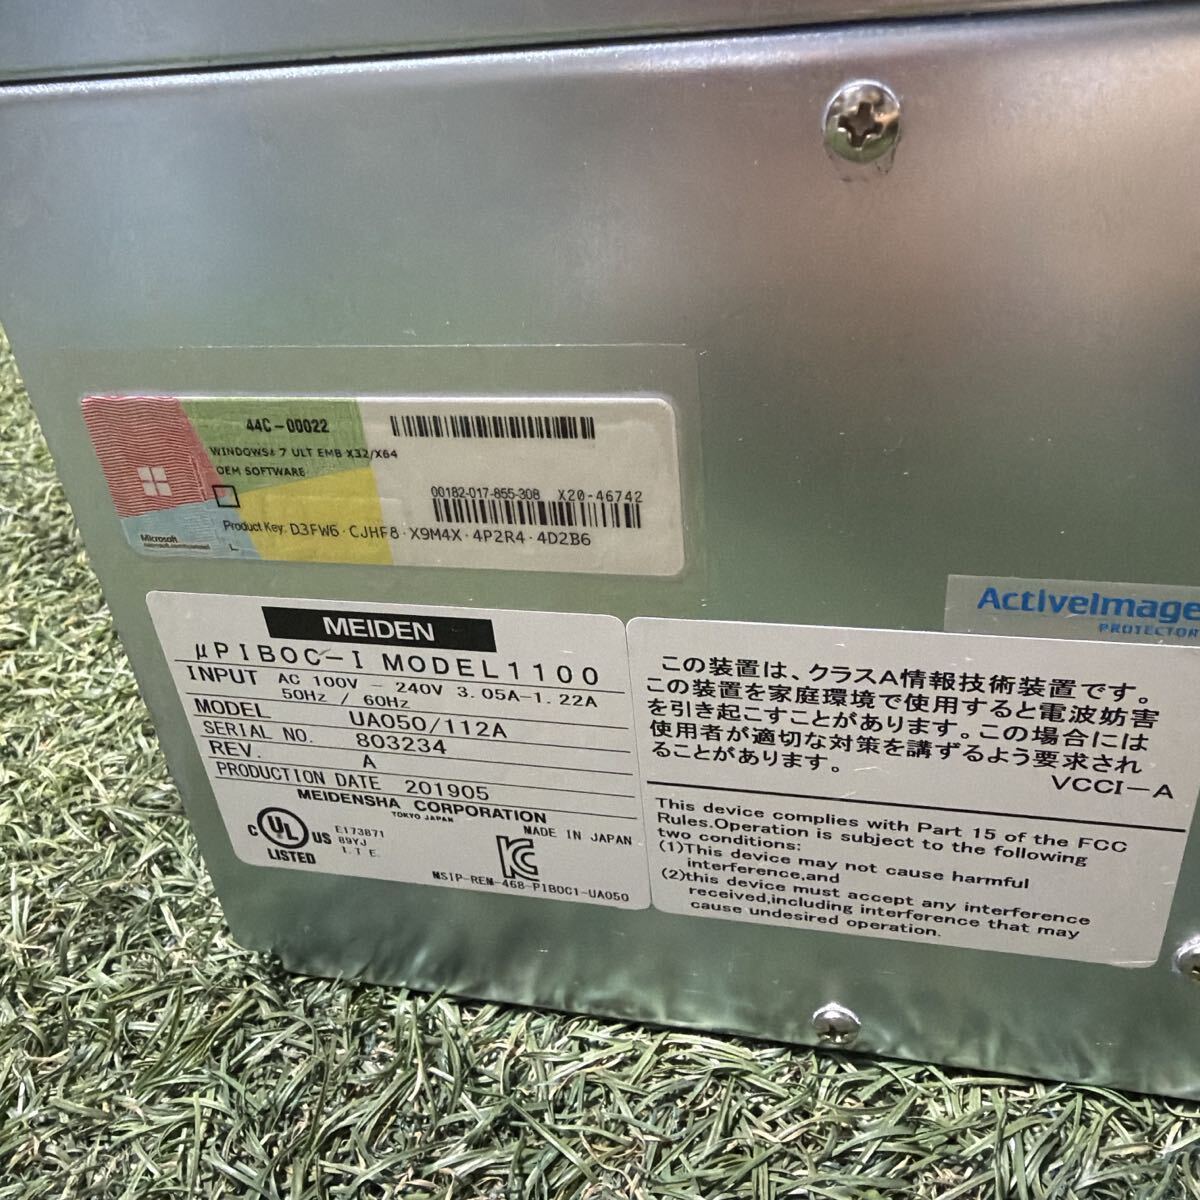 44C-00022
WINDOWS® 7 ULT EMB X32/X64
OEM SOFTWARE
00182-017-855-308 X20-46742
Product Key: D3FW6-CJHF8-X9M4X-4P2R4-4D2B6
Microsoft
MEIDEN
μPIBOC-I MODEL1100
INPUT AC 100V - 240V 3.05A-1.22A
50Hz / 60Hz
MODEL UA050/112A
SERIAL NO. 803234
REV. A
PRODUCTION DATE 201905
MEIDENSHA CORPORATION
TOKYO JAPAN
MADE IN JAPAN
C UL US
LISTED
E173871
89YJ
I.T.E.
MSIP-REM-468-PIBOC1-UA050
ActiveImage
PROTECTOR
この装置は、クラスA情報技術装置です。
この装置を家庭環境で使用すると電波妨害
を引き起こすことがあります。この場合には
使用者が適切な対策を講ずるよう要求され
ることがあります。
VCCI-A
This device complies with Part 15 of the FCC
Rules.Operation is subject to the following
two conditions:
(1)This device may not cause harmful
interference,and
(2)this device must accept any interference
received,including interference that may
cause undesired operation.